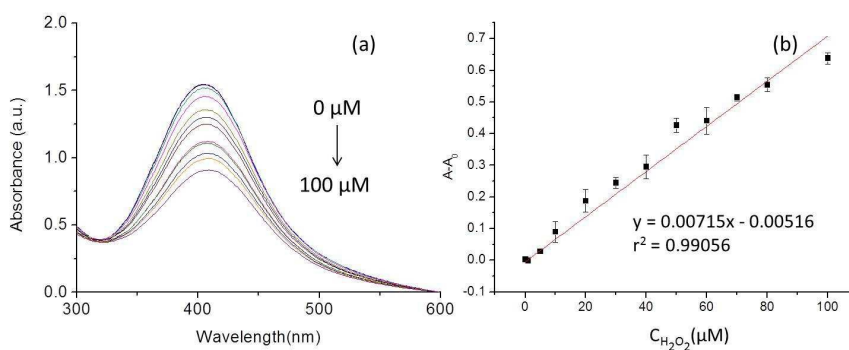 (a)
2.0
1.5
1.0
0.5
0.0
Absorbance (a.u.)
0 µM
100 µM
300
400
500
600
Wavelength(nm)
(b)
0.7
0.6
0.5
0.4
0.3
0.2
0.1
0.0
-0.1
A-A₀
y = 0.00715x - 0.00516
r² = 0.99056
0
20
40
60
80
100
C_H₂O₂(µM)